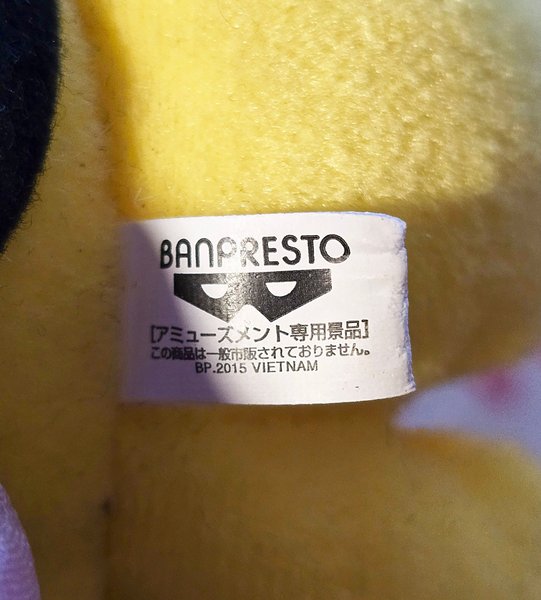 BANPRESTO
[アミューズメント専用景品]
この商品は一般市販されておりません。
BP.2015 VIETNAM